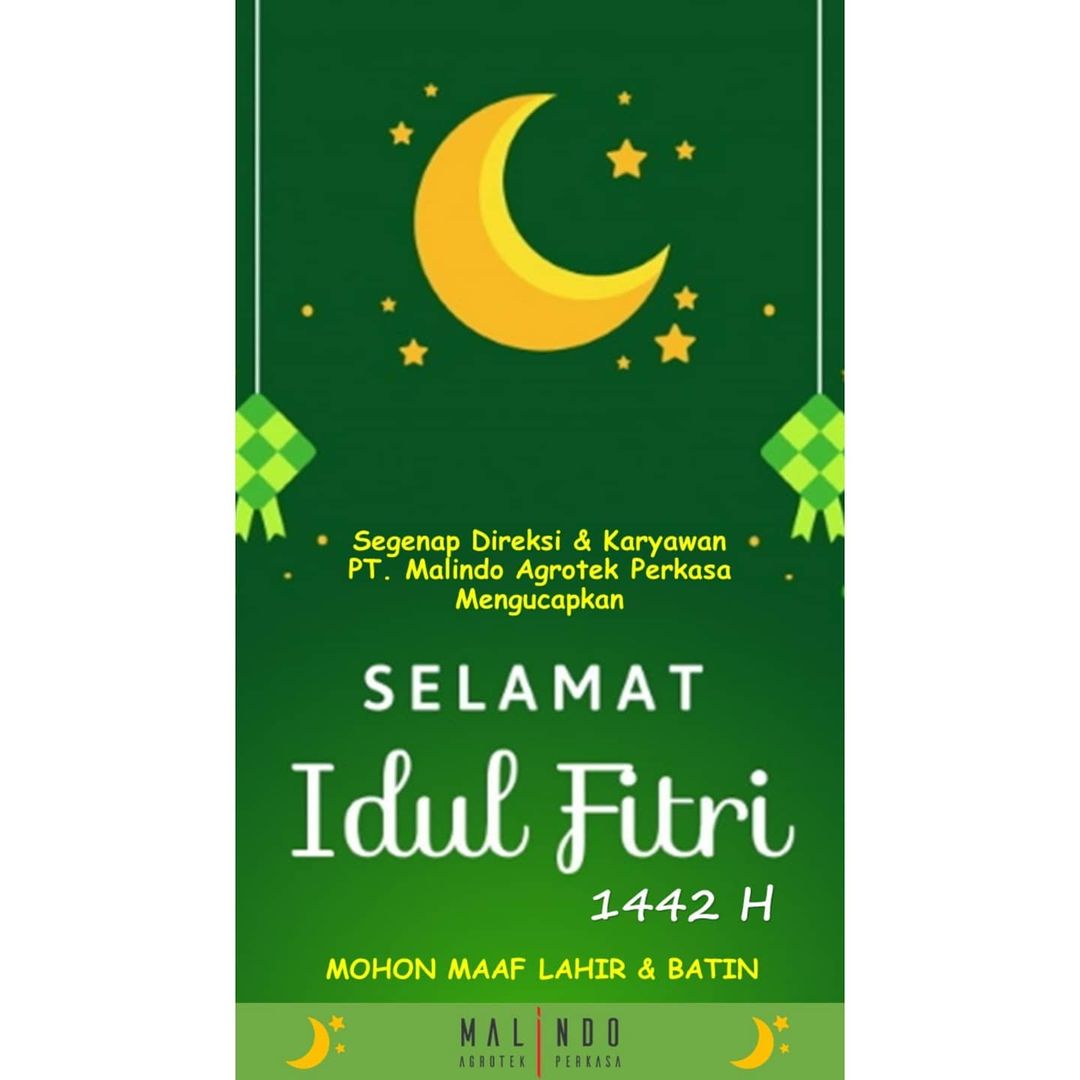 Segenap Direksi & Karyawan
PT. Malindo Agrotek Perkasa
Mengucapkan
SELAMAT
Idul Fitri
1442 H
MOHON MAAF LAHIR & BATIN
MALINDO
AGROTEK PERKASA